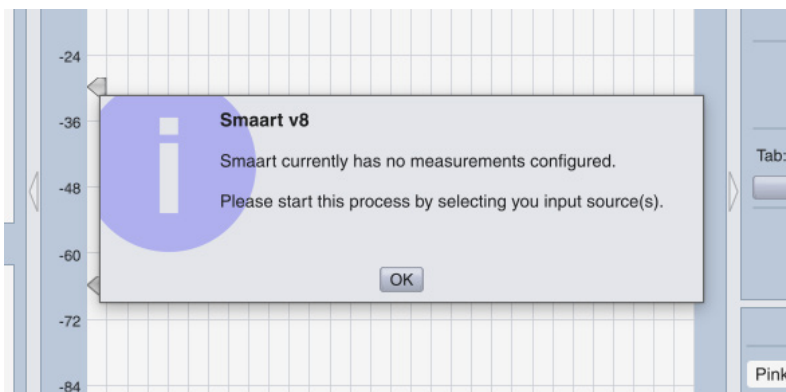 -24
-36
-48
-60
-72
-84
Smaart v8
Smaart currently has no measurements configured.
Please start this process by selecting you input source(s).
OK
Tab:
Pink